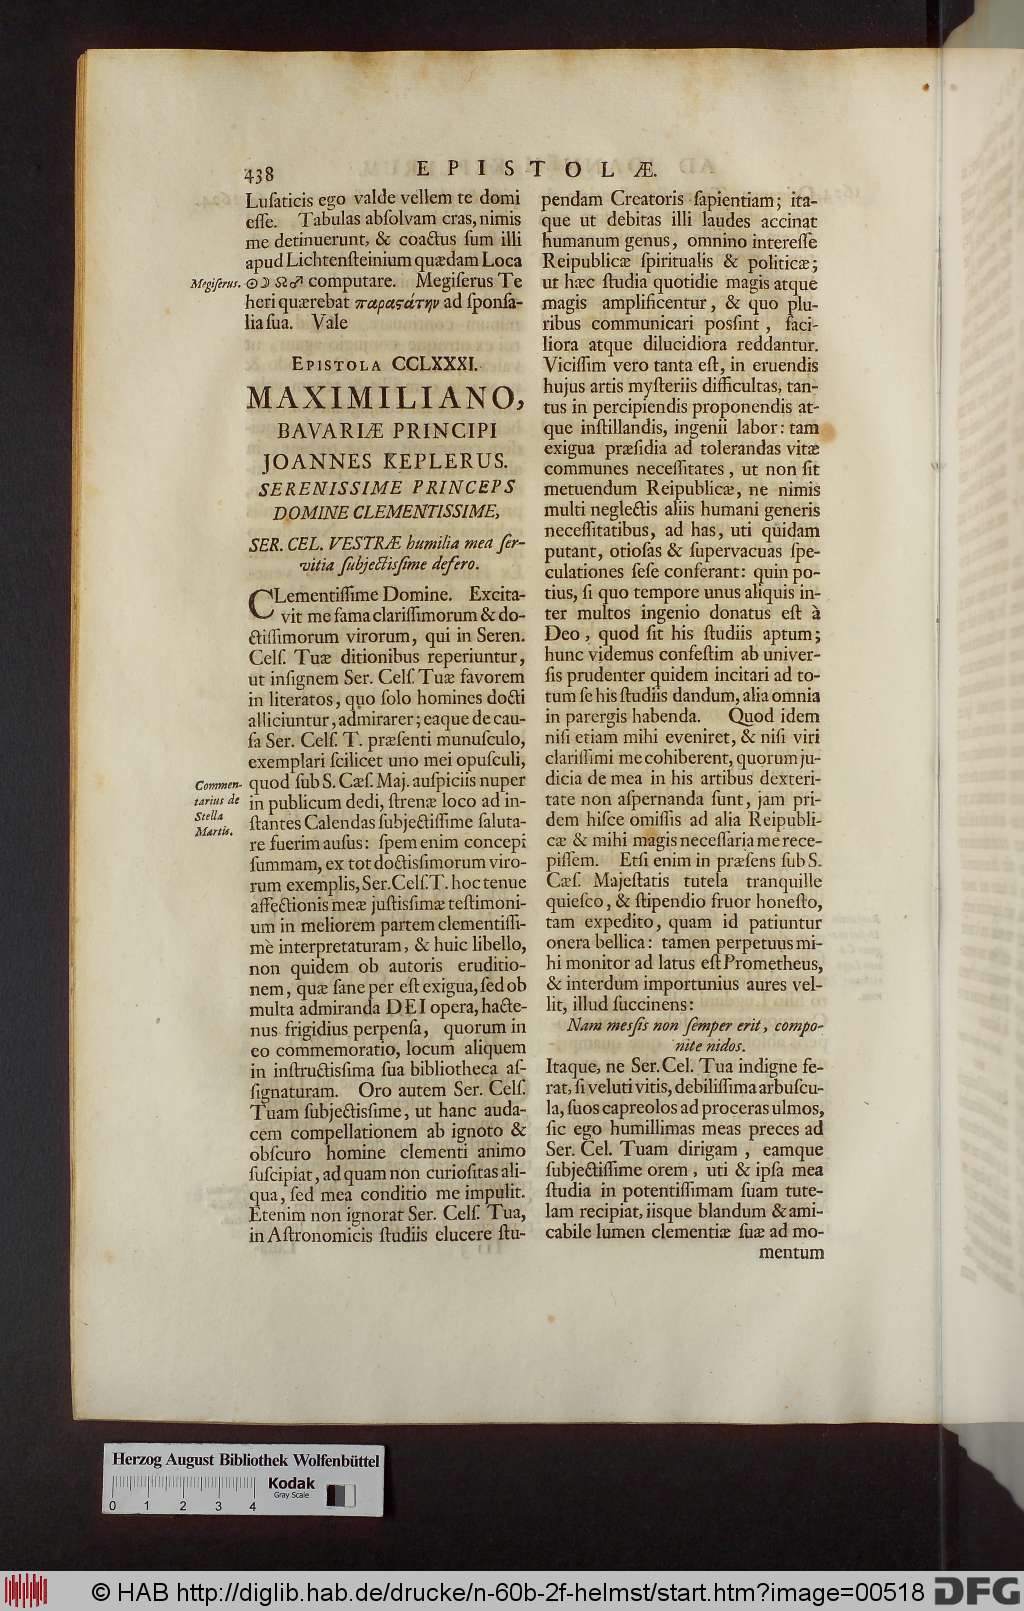 438
EPISTOLÆ.
Luſaticis ego valde vellem te domi
eſſe. Tabulas abſolvam cras, nimis
me detinuerunt, & coactus ſum illi
apud Lichtenſteinium quædam Loca
Megiſerus.
☉☽ ☊♂ computare. Megiſerus Te
heri quærebat παραςάτην ad ſponſa-
lia ſua. Vale
EPISTOLA CCLXXXI.
MAXIMILIANO,
BAVARIÆ PRINCIPI
JOANNES KEPLERUS.
SERENISSIME PRINCEPS
DOMINE CLEMENTISSIME,
SER. CEL. VESTRÆ humilia mea ſer-
vitia ſubjectiſsime defero.
CLementiſſime Domine. Excita-
vit me fama clariſſimorum & do-
ctiſſimorum virorum, qui in Seren.
Celſ. Tuæ ditionibus reperiuntur,
ut inſignem Ser. Celſ. Tuæ favorem
in literatos, quo ſolo homines docti
alliciuntur, admirarer; eaque de cau-
ſa Ser. Celſ. T. præſenti munuſculo,
exemplari ſcilicet uno mei opuſculi,
Commen-
tarius de
Stella
Martis.
quod ſub S. Cæſ. Maj. auſpiciis nuper
in publicum dedi, ſtrenæ loco ad in-
ſtantes Calendas ſubjectiſſime ſaluta-
re fuerim auſus: ſpem enim concepi
ſummam, ex tot doctiſsimorum viro-
rum exemplis, Ser. Celſ. T. hoc tenue
affectionis meæ juſtiſsimæ teſtimoni-
um in meliorem partem clementiſſi-
mè interpretaturam, & huic libello,
non quidem ob autoris eruditio-
nem, quæ ſane per eſt exigua, ſed ob
multa admiranda DEI opera, hacte-
nus frigidius perpenſa, quorum in
eo commemoratio, locum aliquem
in inſtructiſsima ſua bibliotheca aſ-
ſignaturam. Oro autem Ser. Celſ.
Tuam ſubjectiſsime, ut hanc auda-
cem compellationem ab ignoto &
obſcuro homine clementi animo
ſuſcipiat, ad quam non curioſitas ali-
qua, ſed mea conditio me impulit.
Etenim non ignorat Ser. Celſ. Tua,
in Aſtronomicis ſtudiis elucere ſtu-
pendam Creatoris ſapientiam; ita-
que ut debitas illi laudes accinat
humanum genus, omnino intereſſe
Reipublicæ ſpiritualis & politicæ;
ut hæc ſtudia quotidie magis atque
magis amplificentur, & quo plu-
ribus communicari poſsint, faci-
liora atque dilucidiora reddantur.
Viciſſim vero tanta eſt, in eruendis
hujus artis myſteriis difficultas, tan-
tus in percipiendis proponendis at-
que inſtillandis, ingenii labor: tam
exigua præſidia ad tolerandas vitæ
communes neceſſitates, ut non ſit
metuendum Reipublicæ, ne nimis
multi neglectis aliis humani generis
neceſſitatibus, ad has, uti quidam
putant, otioſas & ſupervacuas ſpe-
culationes ſeſe conferant: quin po-
tius, ſi quo tempore unus aliquis in-
ter multos ingenio donatus eſt à
Deo, quod ſit his ſtudiis aptum;
hunc videmus confeſtim ab univer-
ſis prudenter quidem incitari ad to-
tum ſe his ſtudiis dandum, alia omnia
in parergis habenda. Quod idem
niſi etiam mihi eveniret, & niſi viri
clariſſimi me cohiberent, quorum ju-
dicia de mea in his artibus dexteri-
tate non aſpernanda ſunt, jam pri-
dem hiſce omiſſis ad alia Reipubli-
cæ & mihi magis neceſſaria me rece-
piſſem. Etſi enim in præſens ſub S.
Cæſ. Majeſtatis tutela tranquille
quieſco, & ſtipendio fruor honeſto,
tam expedito, quam id patiuntur
onera bellica: tamen perpetuus mi-
hi monitor ad latus eſt Prometheus,
& interdum importunius aures vel-
lit, illud ſuccinens:
Nam meſsis non ſemper erit, compo-
nite nidos.
Itaque, ne Ser. Cel. Tua indigne fe-
rat, ſi veluti vitis, debiliſſima arbuſcu-
la, ſuos capreolos ad proceras ulmos,
ſic ego humillimas meas preces ad
Ser. Cel. Tuam dirigam, eamque
ſubjectiſſime orem, uti & ipſa mea
ſtudia in potentiſſimam ſuam tute-
lam recipiat, iisque blandum & ami-
cabile lumen clementiæ ſuæ ad mo-
mentum
Herzog August Bibliothek Wolfenbüttel
Kodak
Gray Scale
0 1 2 3 4
© HAB http://diglib.hab.de/drucke/n-60b-2f-helmst/start.htm?image=00518
DFG